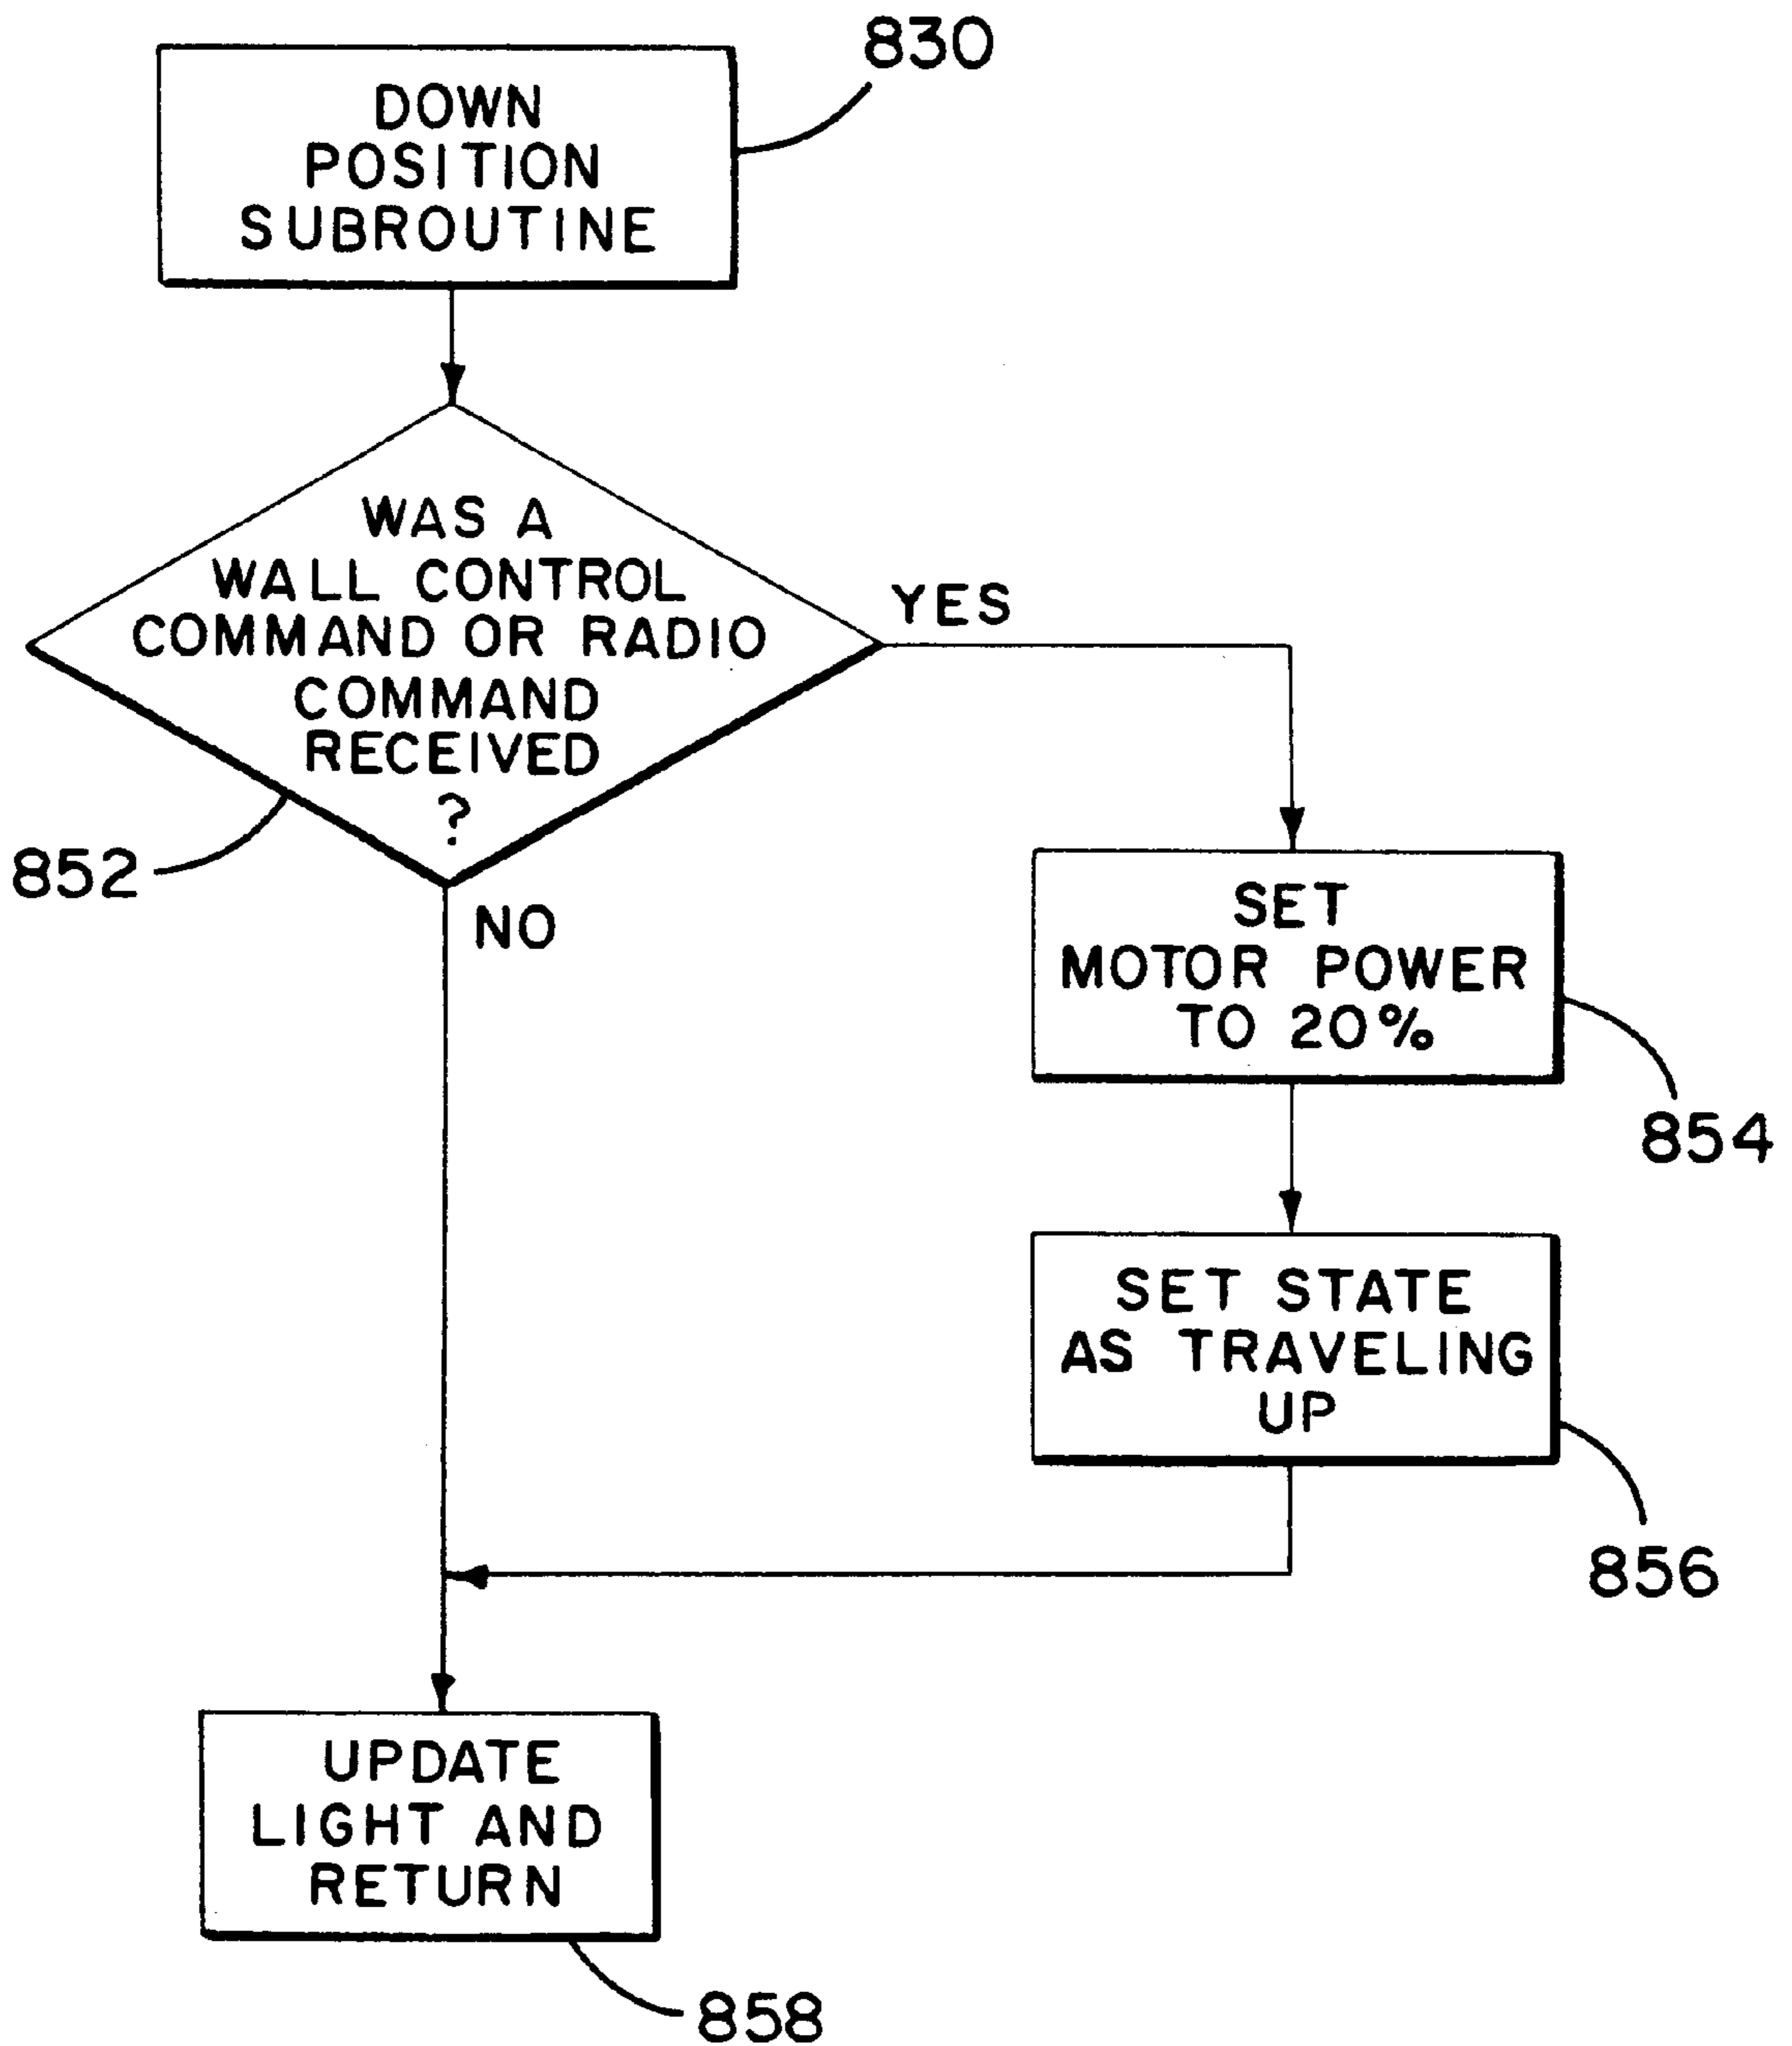 830
DOWN
POSITION
SUBROUTINE
WAS A
WALL CONTROL
COMMAND OR RADIO
COMMAND
RECEIVED
?
YES
852
NO
SET
MOTOR POWER
TO 20%
854
SET STATE
AS TRAVELING
UP
856
UPDATE
LIGHT AND
RETURN
858